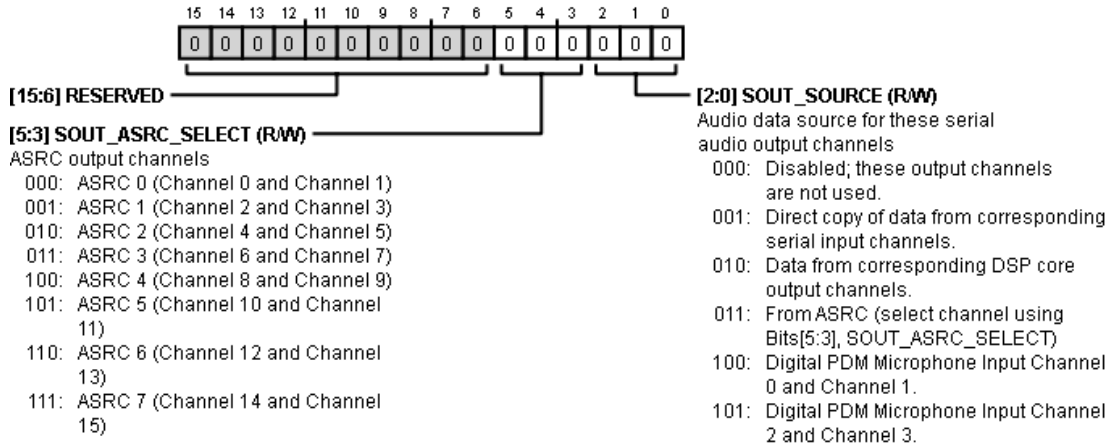 15 14 13 12 11 10 9 8 7 6 5 4 3 2 1 0
0 0 0 0 0 0 0 0 0 0 0 0 0 0 0 0
[15:6] RESERVED
[5:3] SOUT_ASRC_SELECT (R/W)
ASRC output channels
000: ASRC 0 (Channel 0 and Channel 1)
001: ASRC 1 (Channel 2 and Channel 3)
010: ASRC 2 (Channel 4 and Channel 5)
011: ASRC 3 (Channel 6 and Channel 7)
100: ASRC 4 (Channel 8 and Channel 9)
101: ASRC 5 (Channel 10 and Channel
11)
110: ASRC 6 (Channel 12 and Channel
13)
111: ASRC 7 (Channel 14 and Channel
15)
[2:0] SOUT_SOURCE (R/W)
Audio data source for these serial
audio output channels
000: Disabled; these output channels
are not used.
001: Direct copy of data from corresponding
serial input channels.
010: Data from corresponding DSP core
output channels.
011: From ASRC (select channel using
Bits[5:3], SOUT_ASRC_SELECT)
100: Digital PDM Microphone Input Channel
0 and Channel 1.
101: Digital PDM Microphone Input Channel
2 and Channel 3.